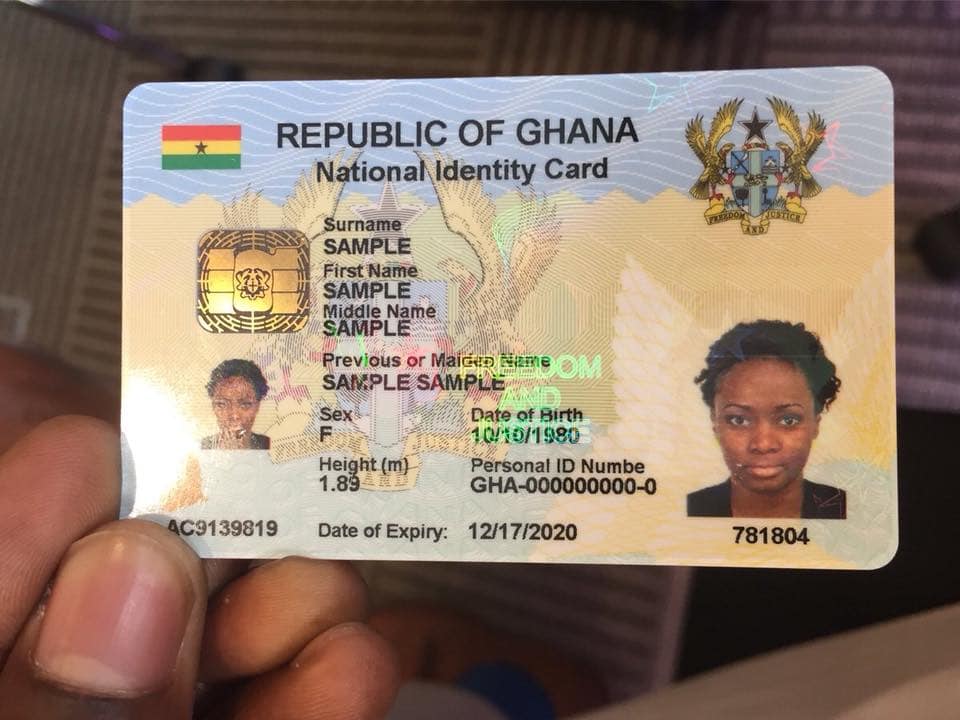 REPUBLIC OF GHANA
National Identity Card
FREEDOM AND JUSTICE
Surname
SAMPLE
First Name
SAMPLE
Middle Name
SAMPLE
Previous or Maiden Name
SAMPLE SAMPLE
FREEDOM
AND
JUSTICE
Sex
F
Date of Birth
10/10/1980
Height (m)
1.89
Personal ID Numbe
GHA-000000000-0
AC9139819
Date of Expiry: 12/17/2020
781804